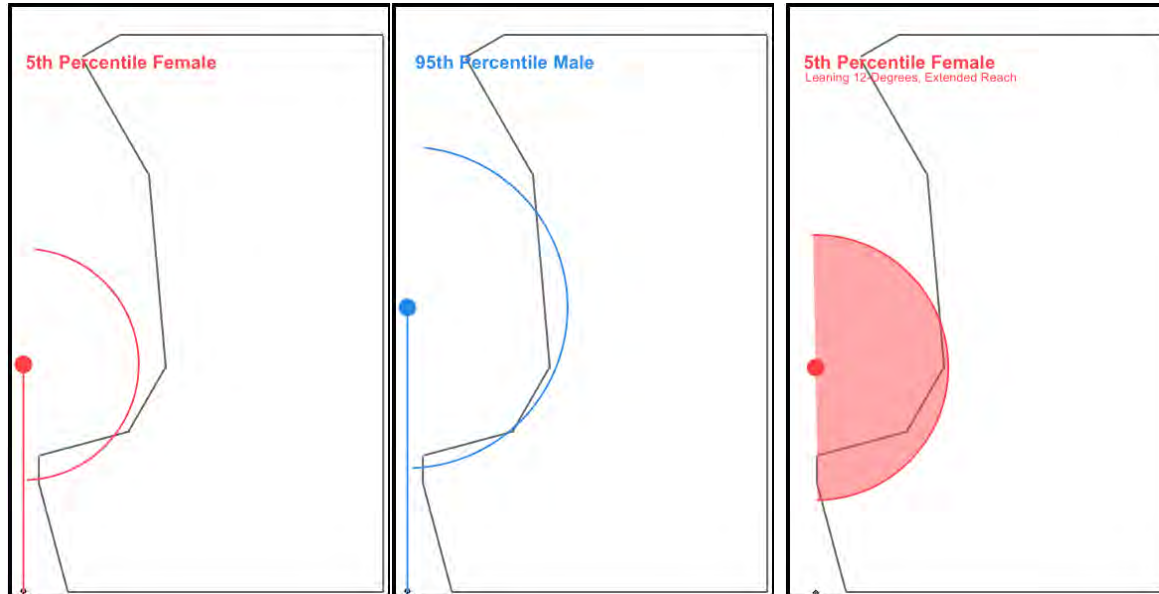 5th Percentile Female
95th Percentile Male
5th Percentile Female
Leaning 12-Degrees, Extended Reach